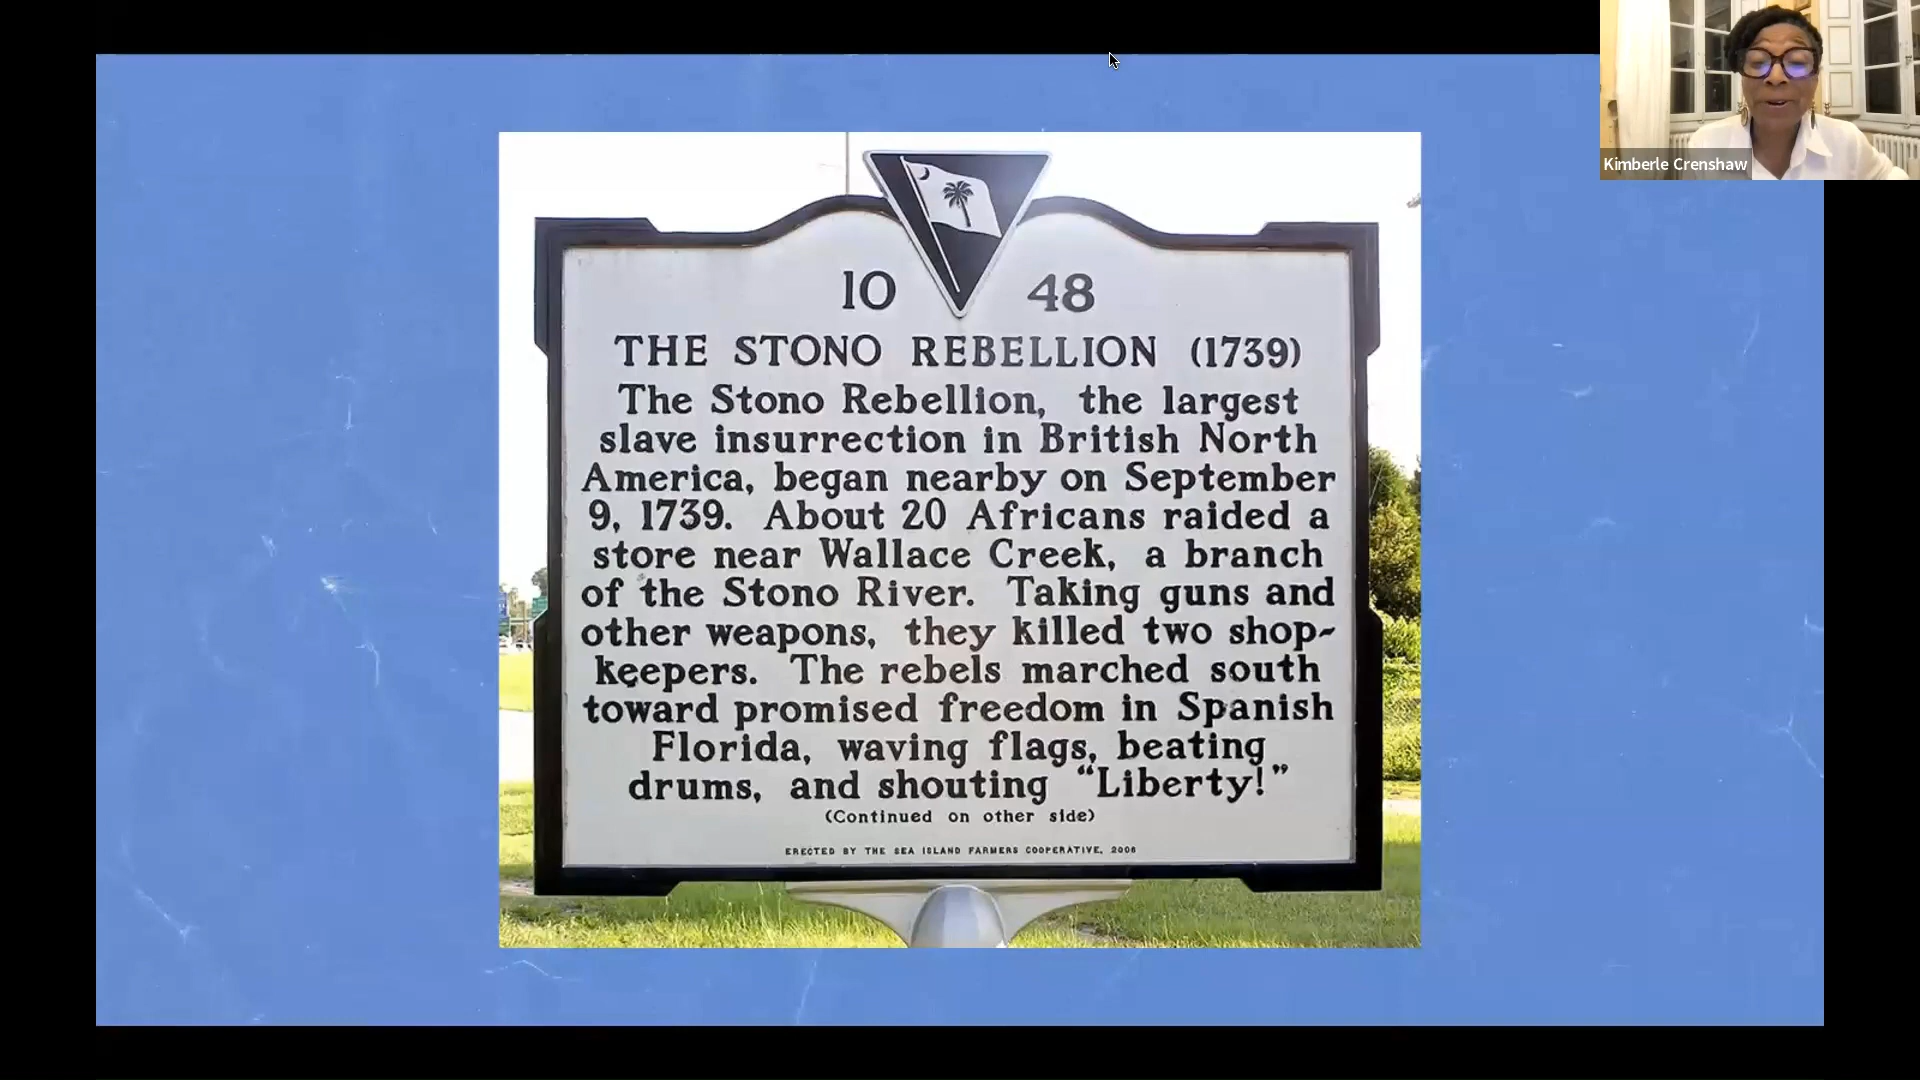 Kimberle Crenshaw
10 48
THE STONO REBELLION (1739)
The Stono Rebellion, the largest
slave insurrection in British North
America, began nearby on September
9, 1739. About 20 Africans raided a
store near Wallace Creek, a branch
of the Stono River. Taking guns and
other weapons, they killed two shop-
keepers. The rebels marched south
toward promised freedom in Spanish
Florida, waving flags, beating
drums, and shouting “Liberty!”
(Continued on other side)
ERECTED BY THE SEA ISLAND FARMERS COOPERATIVE, 2006